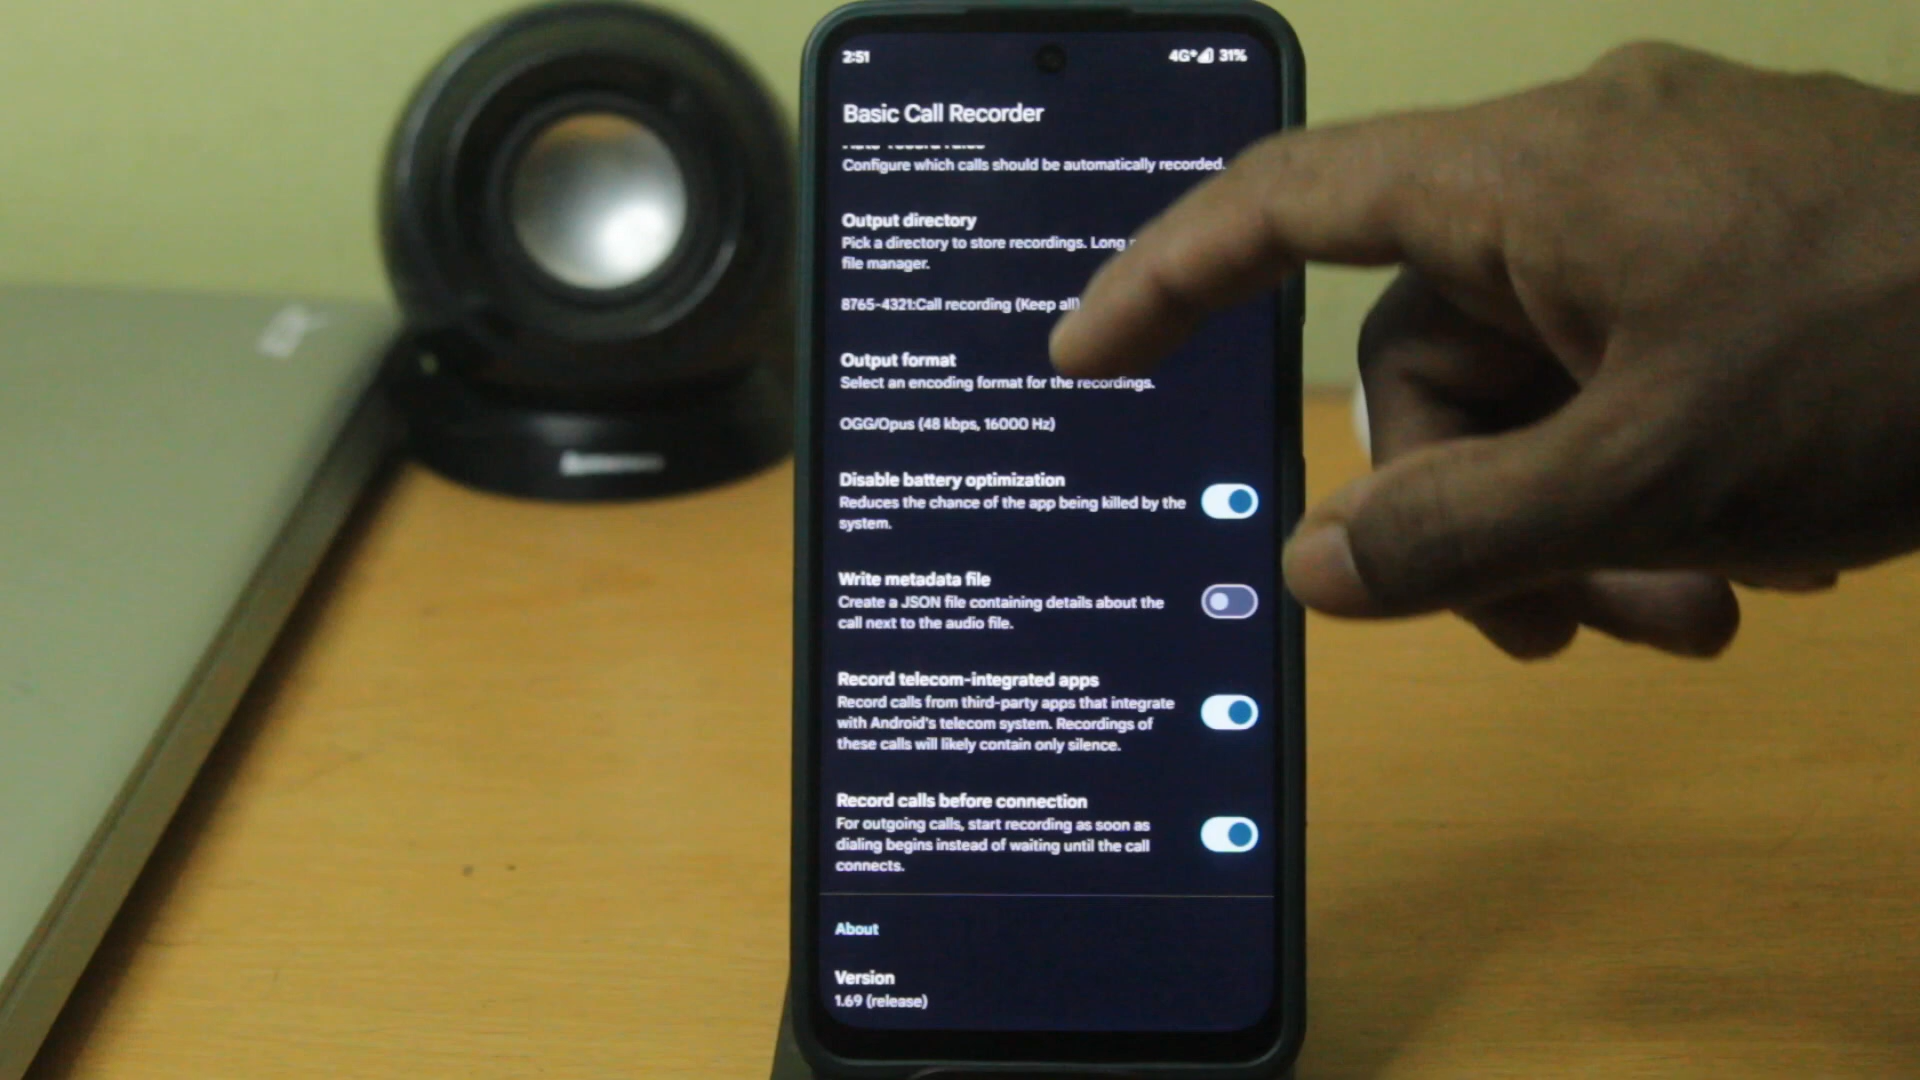 2:51
4G+ 31%
Basic Call Recorder
Configure which calls should be automatically recorded.
Output directory
Pick a directory to store recordings. Long
file manager.
8765-4321:Call recording (Keep all)
Output format
Select an encoding format for the recordings.
OGG/Opus (48 kbps, 16000 Hz)
Disable battery optimization
Reduces the chance of the app being killed by the
system.
Write metadata file
Create a JSON file containing details about the
call next to the audio file.
Record telecom-integrated apps
Record calls from third-party apps that integrate
with Android's telecom system. Recordings of
these calls will likely contain only silence.
Record calls before connection
For outgoing calls, start recording as soon as
dialing begins instead of waiting until the call
connects.
About
Version
1.69 (release)